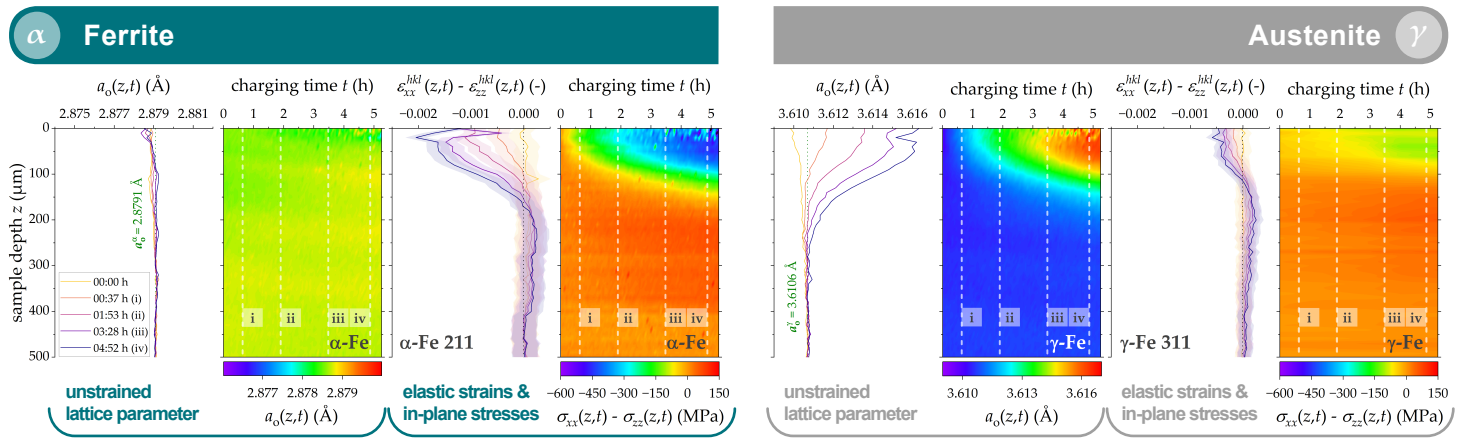 α Ferrite
Austenite γ
aₒ(z,t) (Å)
2.875 2.877 2.879 2.881
charging time t (h)
0 1 2 3 4 5
ε_xx^hkl(z,t) - ε_zz^hkl(z,t) (-)
−0.002 −0.001 0.000
charging time t (h)
0 1 2 3 4 5
aₒ(z,t) (Å)
3.610 3.612 3.614 3.616
charging time t (h)
0 1 2 3 4 5
ε_xx^hkl(z,t) - ε_zz^hkl(z,t) (-)
−0.002 −0.001 0.000
charging time t (h)
0 1 2 3 4 5
sample depth z (µm)
0
100
200
300
400
500
aₒ^α = 2.8791 Å
00:00 h
00:37 h (i)
01:53 h (ii)
03:28 h (iii)
04:52 h (iv)
i ii iii iv
α-Fe
α-Fe 211
i ii iii iv
α-Fe
aₒ^γ = 3.6106 Å
i ii iii iv
γ-Fe
γ-Fe 311
i ii iii iv
γ-Fe
unstrained
lattice parameter
2.877 2.878 2.879
aₒ(z,t) (Å)
elastic strains &
in-plane stresses
−600 −450 −300 −150 0 150
σ_xx(z,t) - σ_zz(z,t) (MPa)
unstrained
lattice parameter
3.610 3.613 3.616
aₒ(z,t) (Å)
elastic strains &
in-plane stresses
−600 −450 −300 −150 0 150
σ_xx(z,t) - σ_zz(z,t) (MPa)